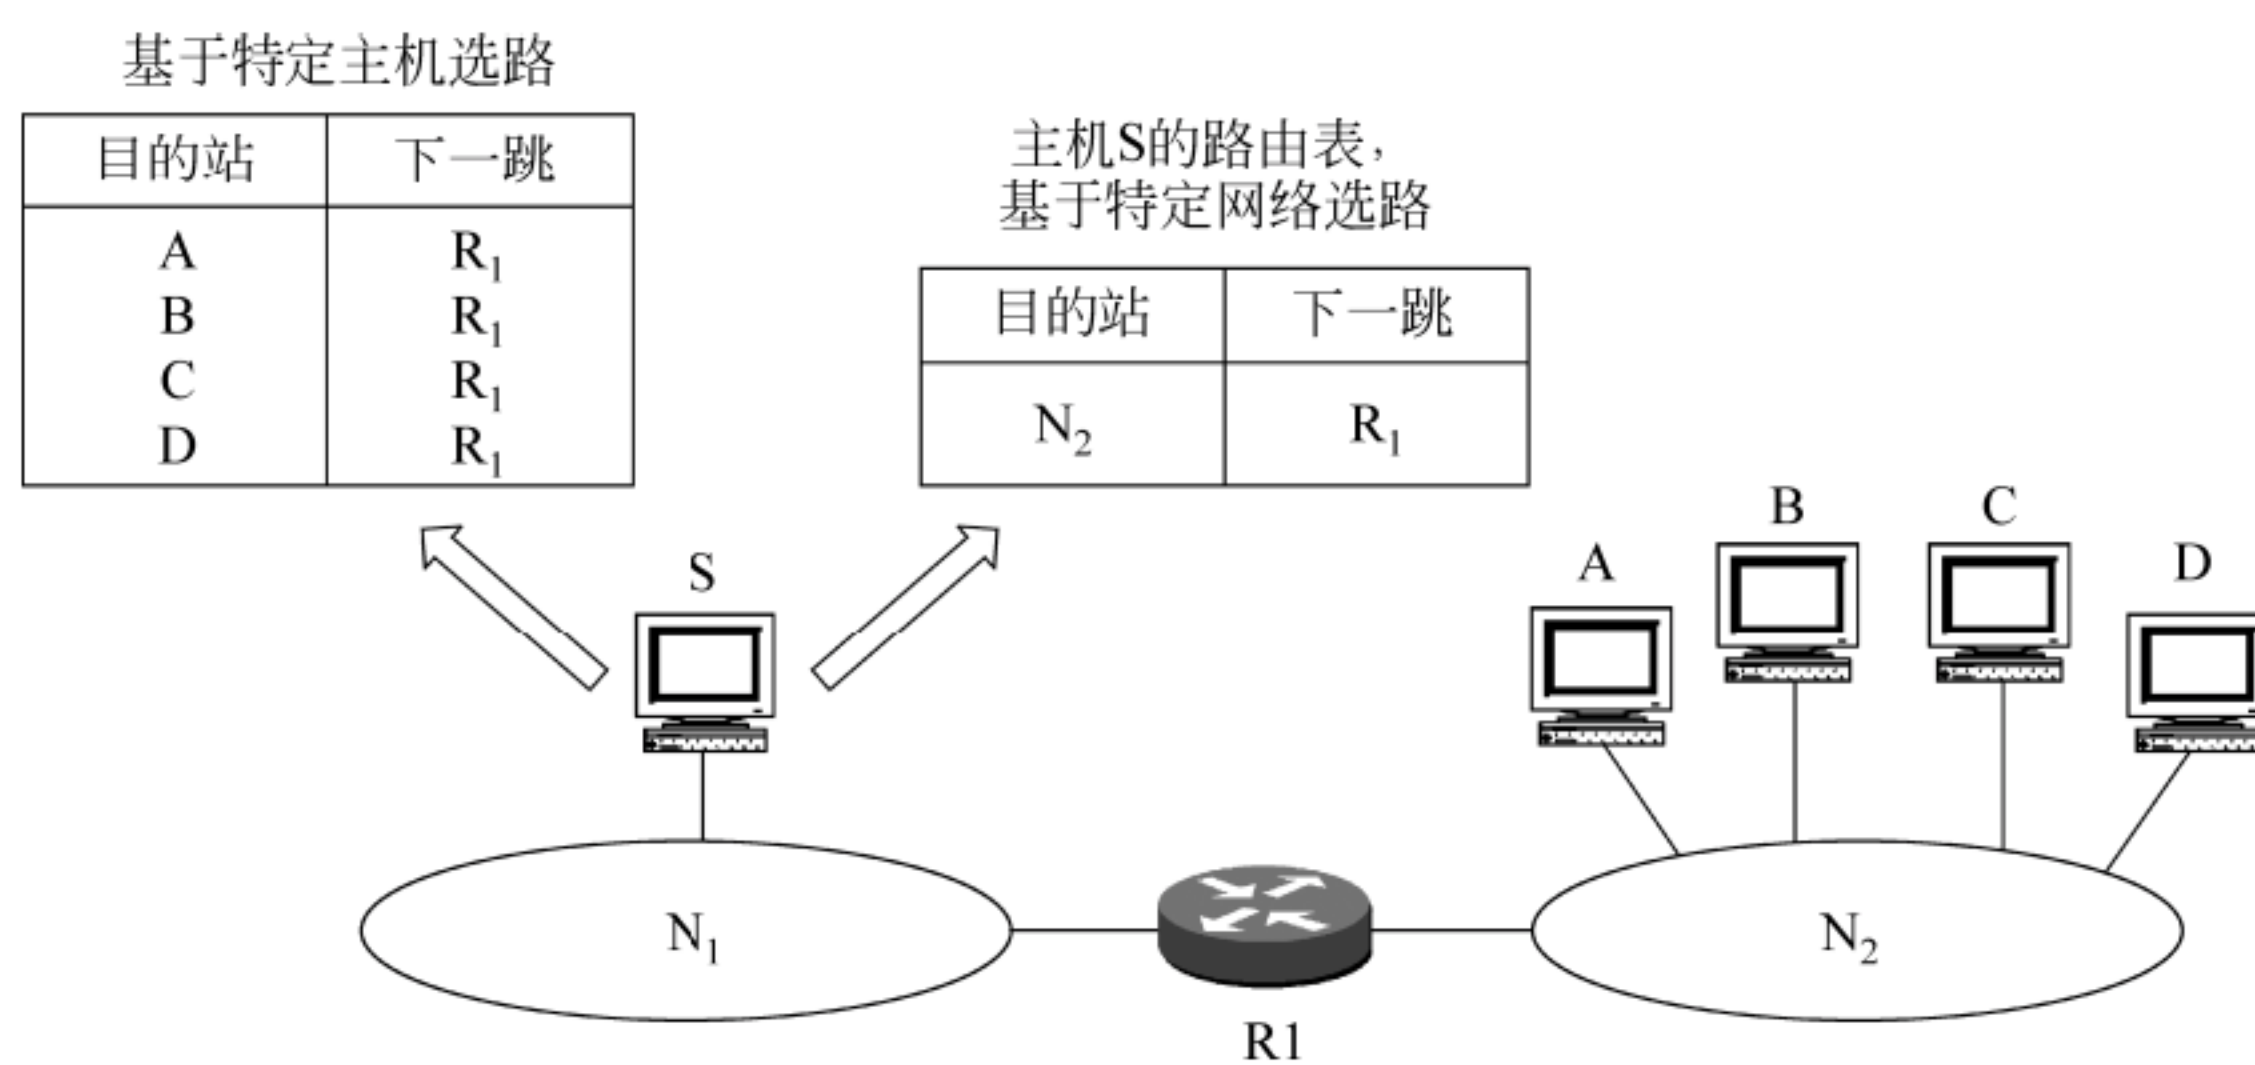 基于特定主机选路
目的站 下一跳
A R1
B R1
C R1
D R1
主机S的路由表，
基于特定网络选路
目的站 下一跳
N2 R1
S
A
B
C
D
N1
R1
N2